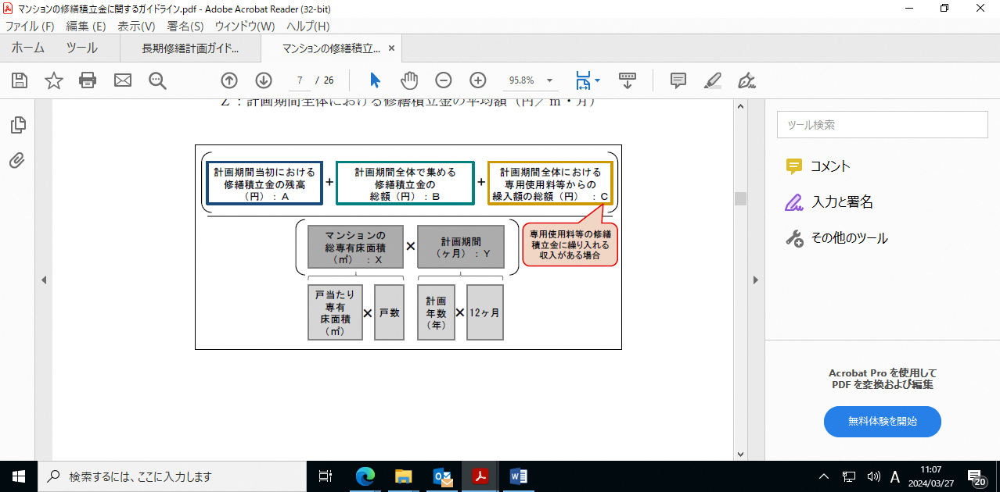 マンションの修繕積立金に関するガイドライン.pdf - Adobe Acrobat Reader (32-bit)
ファイル (F) 編集 (E) 表示(V) 署名(S) ウィンドウ(W) ヘルプ(H)
ホーム ツール 長期修繕計画ガイド... マンションの修繕積立... ×
7 / 26 95.8%
Z：計画期間全体における修繕積立金の平均額（円／㎡・月）
計画期間当初における
修繕積立金の残高
（円）：A
+
計画期間全体で集める
修繕積立金の
総額（円）：B
+
計画期間全体における
専用使用料等からの
繰入額の総額（円）：C
マンションの
総専有床面積
（㎡）：X
×
計画期間
（ヶ月）：Y
専用使用料等の修繕
積立金に繰り入れる
収入がある場合
戸当たり
専有
床面積
（㎡）
×
戸数
計画
年数
（年）
×
12ヶ月
ツール検索
コメント
入力と署名
その他のツール
Acrobat Pro を使用して
PDF を変換および編集
無料体験を開始
検索するには、ここに入力します
A
11:07
2024/03/27
20